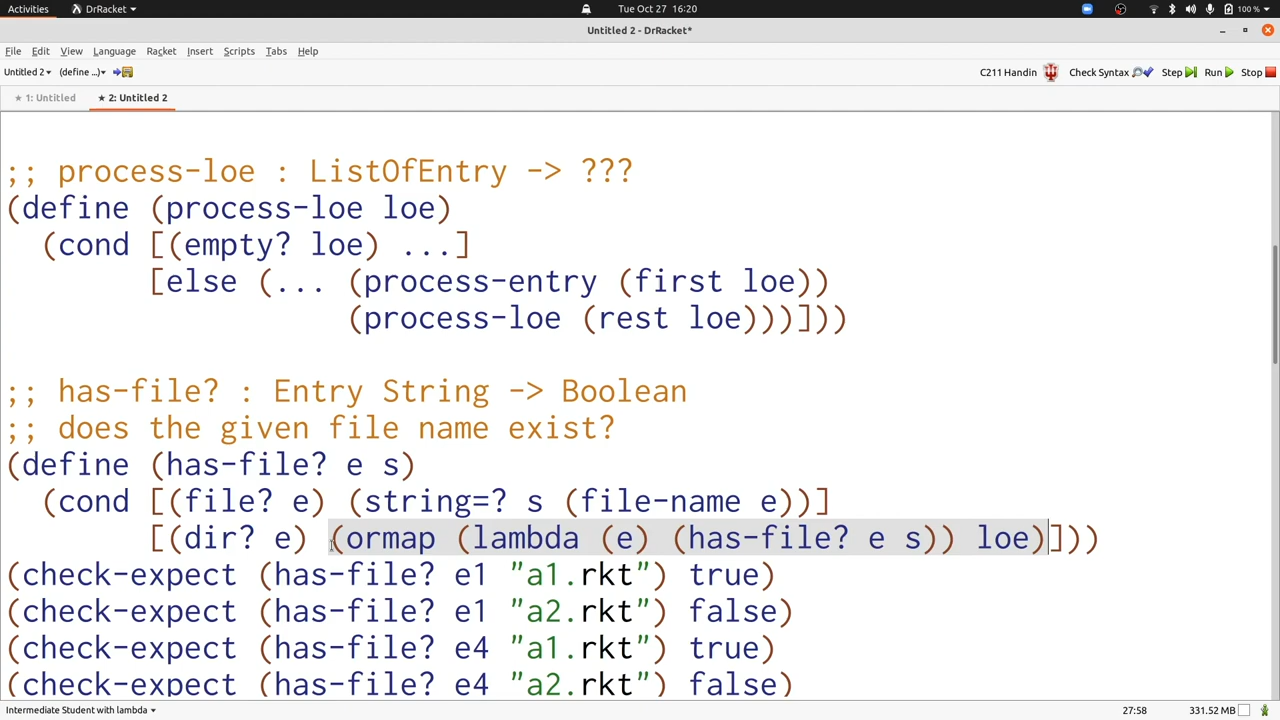 Activities DrRacket Tue Oct 27 16:20 100 %
Untitled 2 - DrRacket*
File Edit View Language Racket Insert Scripts Tabs Help
Untitled 2 (define ...) C211 Handin Check Syntax Step Run Stop
★ 1: Untitled ★ 2: Untitled 2
;; process-loe : ListOfEntry -> ???
(define (process-loe loe)
(cond [(empty? loe) ...]
[else (... (process-entry (first loe))
(process-loe (rest loe)))]))
;; has-file? : Entry String -> Boolean
;; does the given file name exist?
(define (has-file? e s)
(cond [(file? e) (string=? s (file-name e))]
[(dir? e) (ormap (lambda (e) (has-file? e s)) loe)]))
(check-expect (has-file? e1 "a1.rkt") true)
(check-expect (has-file? e1 "a2.rkt") false)
(check-expect (has-file? e4 "a1.rkt") true)
(check-expect (has-file? e4 "a2.rkt") false)
Intermediate Student with lambda 27:58 331.52 MB